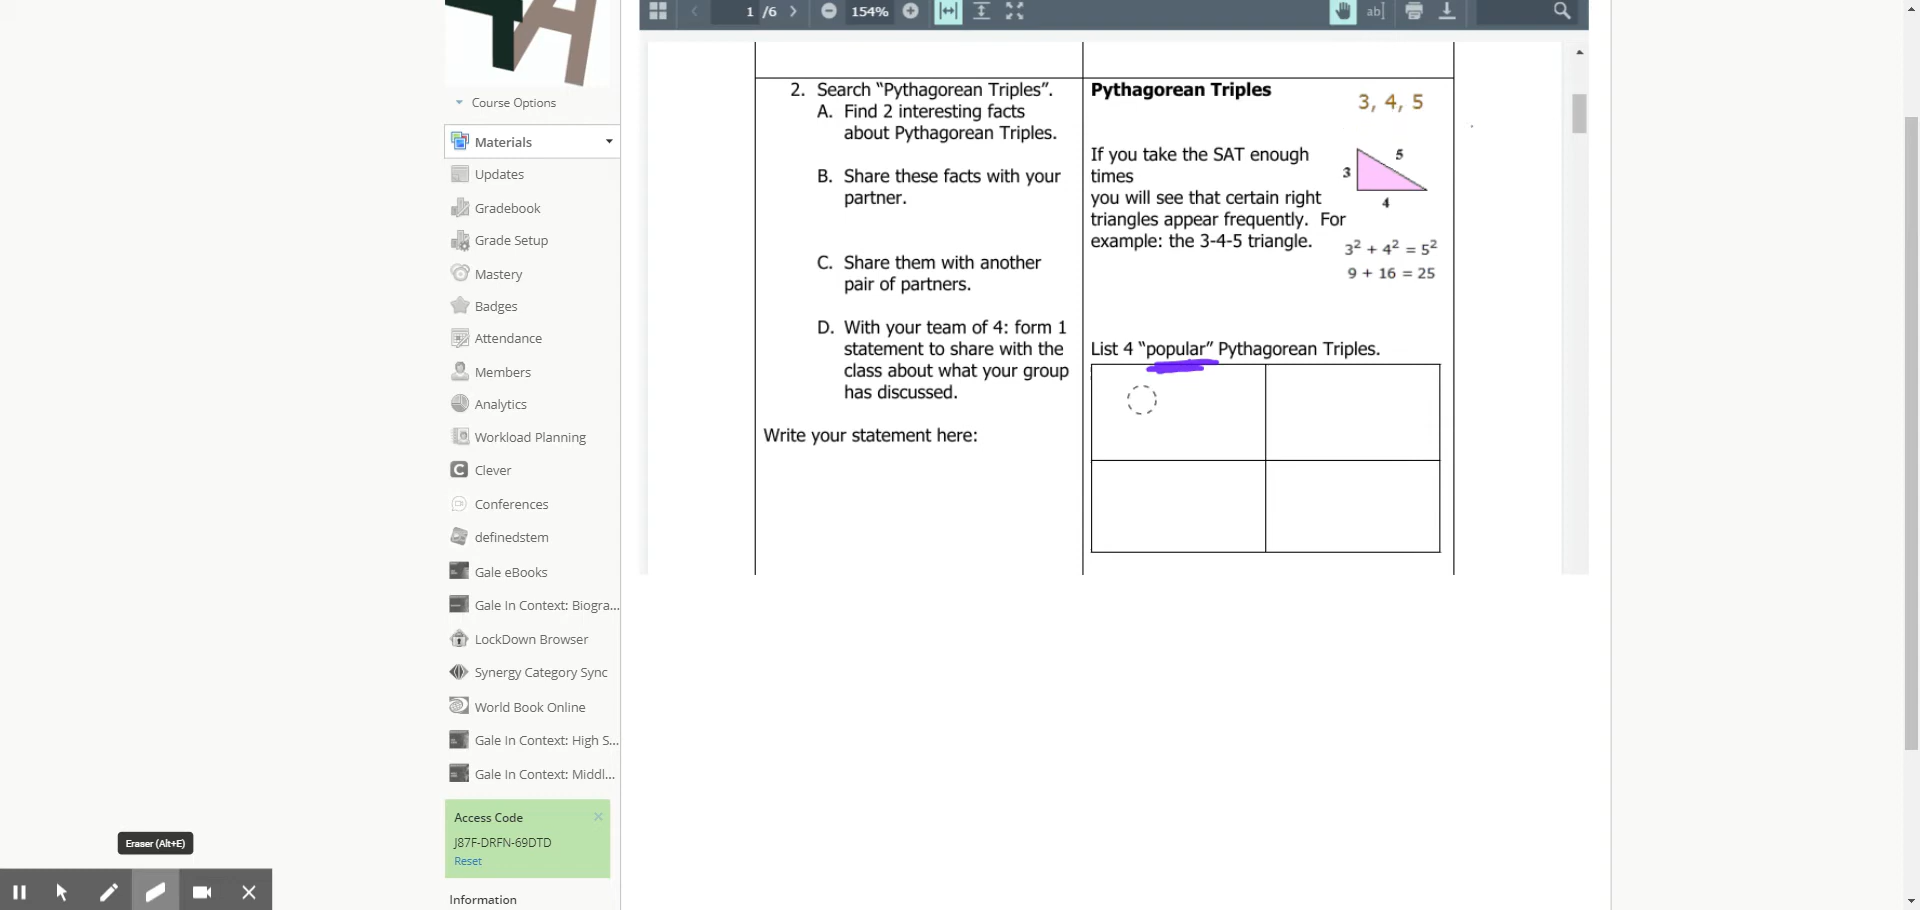 1 /6
154%
ab
Course Options
Materials
Updates
Gradebook
Grade Setup
Mastery
Badges
Attendance
Members
Analytics
Workload Planning
Clever
Conferences
definedstem
Gale eBooks
Gale In Context: Biogra...
LockDown Browser
Synergy Category Sync
World Book Online
Gale In Context: High S...
Gale In Context: Middl...
Access Code
J87F-DRFN-69DTD
Reset
Information
Eraser (Alt+E)
2. Search “Pythagorean Triples”.
A. Find 2 interesting facts
about Pythagorean Triples.
B. Share these facts with your
partner.
C. Share them with another
pair of partners.
D. With your team of 4: form 1
statement to share with the
class about what your group
has discussed.
Write your statement here:
Pythagorean Triples
3, 4, 5
If you take the SAT enough
times
you will see that certain right
triangles appear frequently. For
example: the 3-4-5 triangle.
5
3
4
3² + 4² = 5²
9 + 16 = 25
List 4 “popular” Pythagorean Triples.